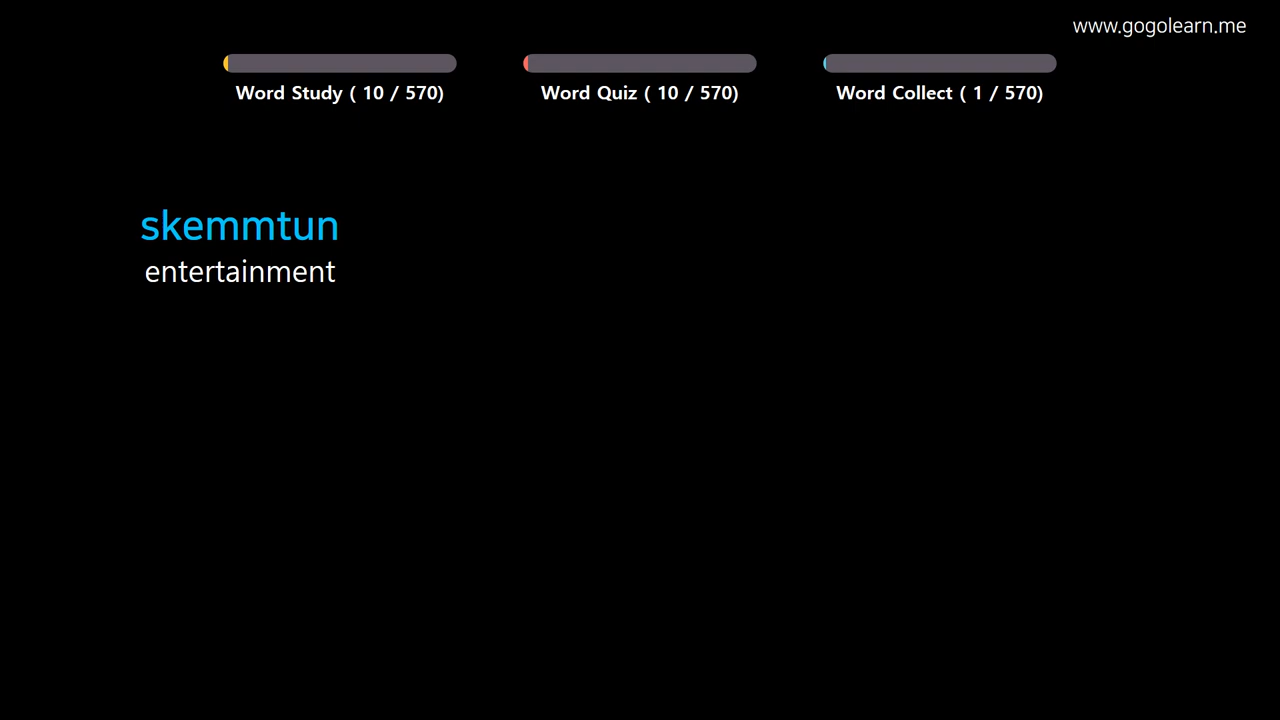 www.gogolearn.me
Word Study ( 10 / 570)
Word Quiz ( 10 / 570)
Word Collect ( 1 / 570)
skemmtun
entertainment